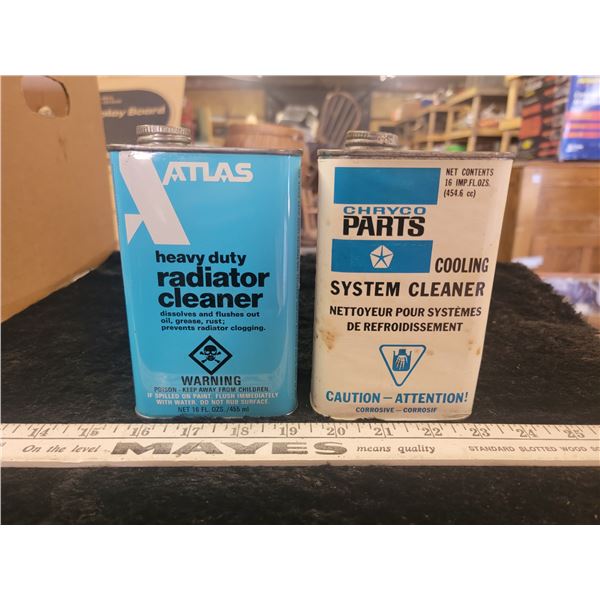 day Board
ATLAS
heavy duty
radiator
cleaner
dissolves and flushes out
oil, grease, rust;
prevents radiator clogging.
WARNING
POISON - KEEP AWAY FROM CHILDREN.
IF SPILLED ON PAINT, FLUSH IMMEDIATELY
WITH WATER. DO NOT RUB SURFACE.
NET 16 FL. OZS./455 ml
NET CONTENTS
16 IMP.FL.OZS.
(454.6 cc)
CHRYCO
PARTS
COOLING
SYSTEM CLEANER
NETTOYEUR POUR SYSTÈMES
DE REFROIDISSEMENT
CAUTION – ATTENTION!
CORROSIVE – CORROSIF
14 15 16 17 18 19 20 21 22 23 24 25
On the level MAYES means quality STANDARD SLOTTED WOOD SC